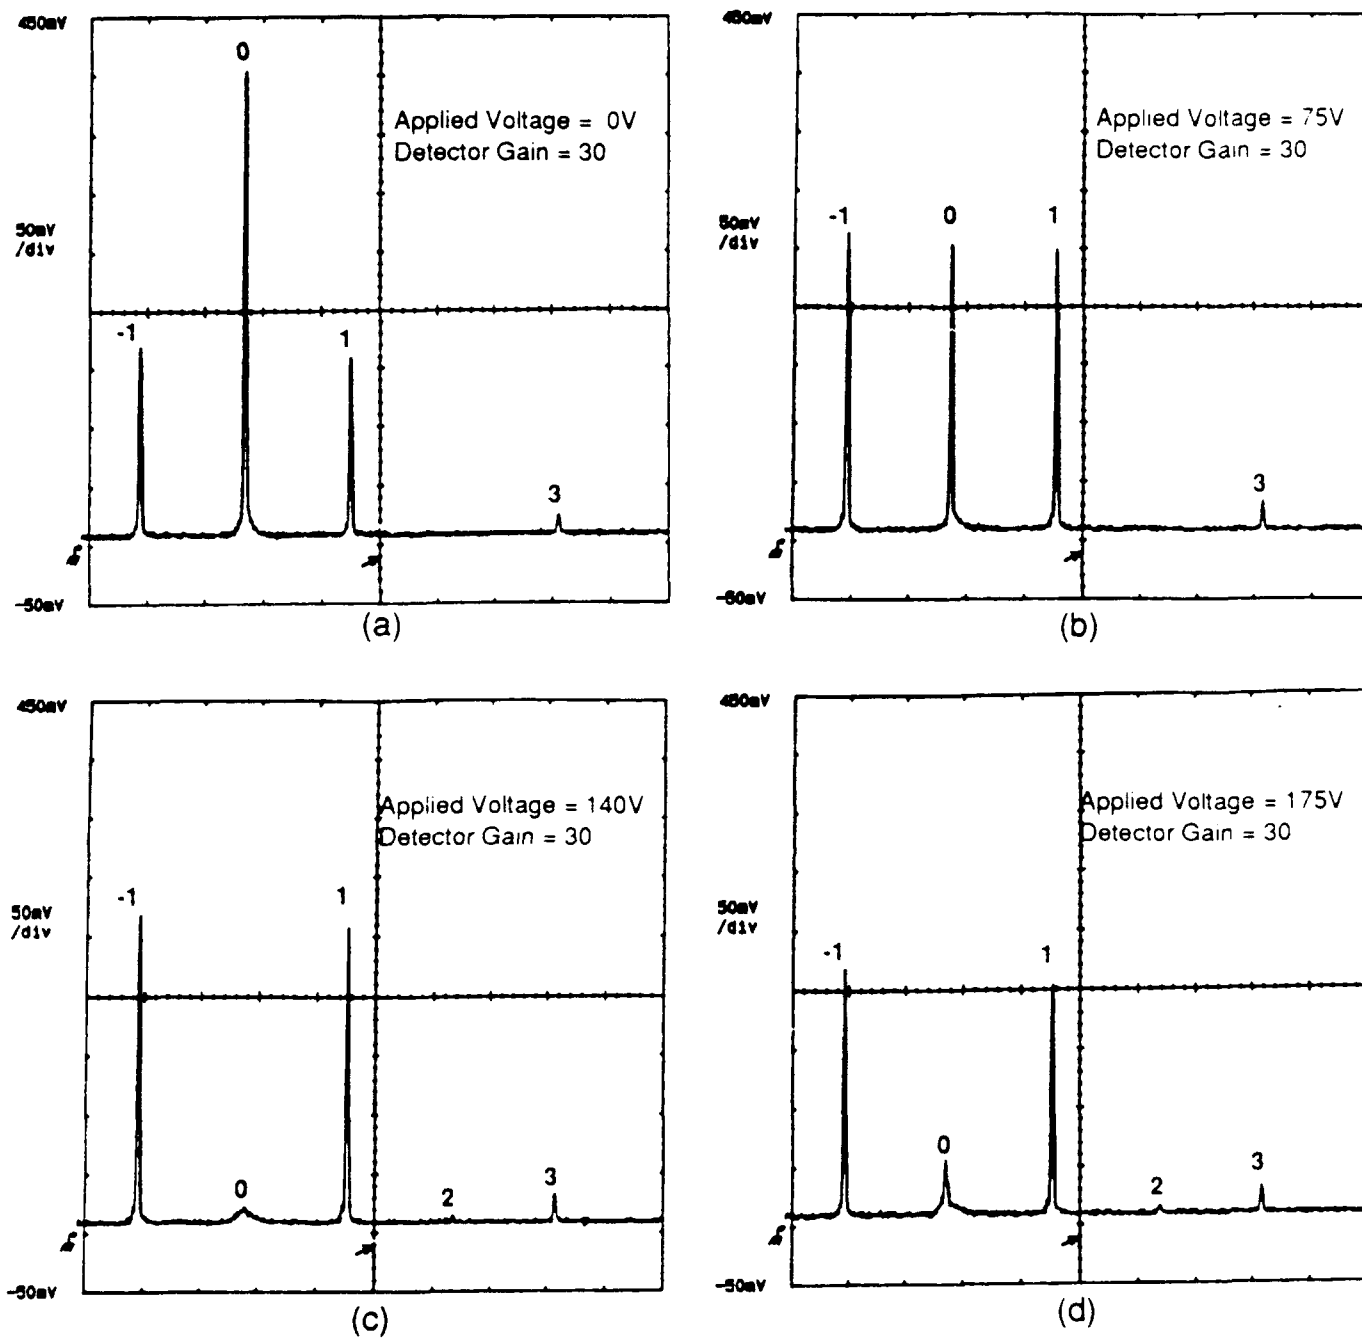 450mV
0
Applied Voltage = 0V
Detector Gain = 30
50mV
/div
-1
1
3
-50mV
(a)
450mV
Applied Voltage = 75V
Detector Gain = 30
-1
0
1
50mV
/div
3
-50mV
(b)
450mV
Applied Voltage = 140V
Detector Gain = 30
-1
1
50mV
/div
0
2
3
-50mV
(c)
450mV
Applied Voltage = 175V
Detector Gain = 30
50mV
/div
-1
1
0
2
3
-50mV
(d)